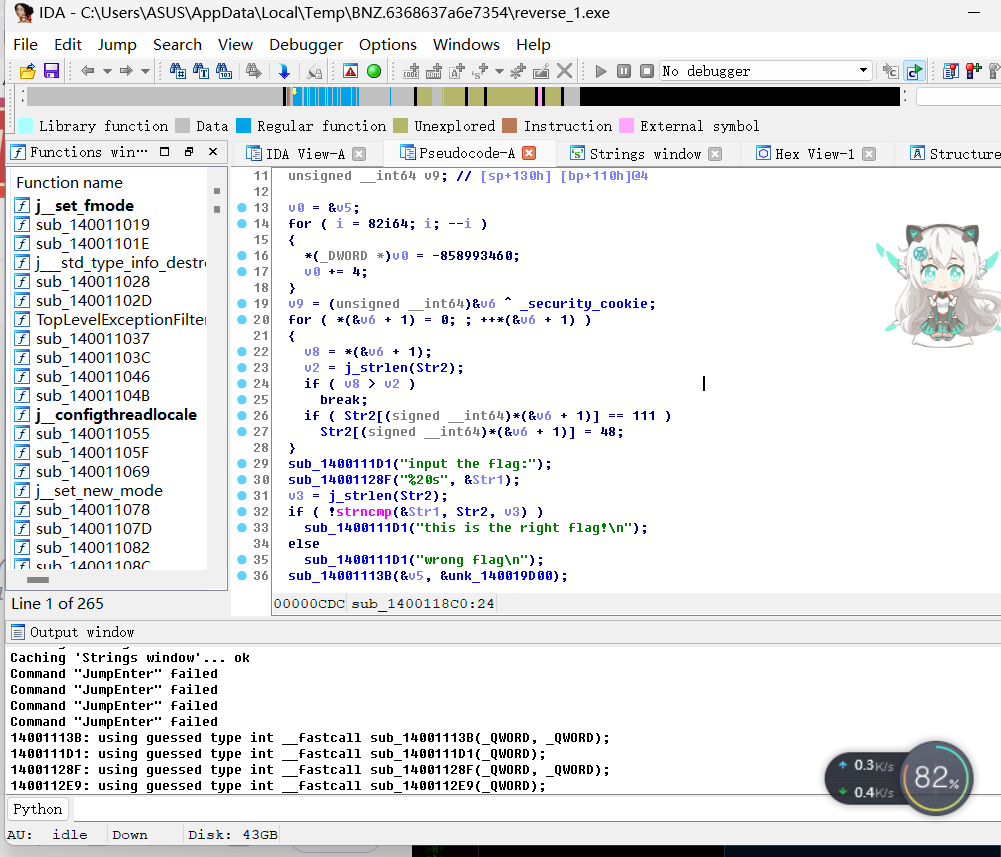 IDA - C:\Users\ASUS\AppData\Local\Temp\BNZ.6368637a6e7354\reverse_1.exe
File Edit Jump Search View Debugger Options Windows Help
No debugger
Library function Data Regular function Unexplored Instruction External symbol
Functions win… IDA View-A Pseudocode-A Strings window Hex View-1 Structure
Function name
j__set_fmode
sub_140011019
sub_14001101E
j___std_type_info_destr
sub_140011028
sub_14001102D
TopLevelExceptionFilter
sub_140011037
sub_14001103C
sub_140011046
sub_14001104B
j__configthreadlocale
sub_140011055
sub_14001105F
sub_140011069
j__set_new_mode
sub_140011078
sub_14001107D
sub_140011082
sub_14001108C
Line 1 of 265
11 unsigned __int64 v9; // [sp+130h] [bp+110h]@4
12
13 v0 = &v5;
14 for ( i = 82i64; i; --i )
15 {
16 *(_DWORD *)v0 = -858993460;
17 v0 += 4;
18 }
19 v9 = (unsigned __int64)&v6 ^ _security_cookie;
20 for ( *(&v6 + 1) = 0; ; ++*(&v6 + 1) )
21 {
22 v8 = *(&v6 + 1);
23 v2 = j_strlen(Str2);
24 if ( v8 > v2 )
25 break;
26 if ( Str2[(signed __int64)*(&v6 + 1)] == 111 )
27 Str2[(signed __int64)*(&v6 + 1)] = 48;
28 }
29 sub_1400111D1("input the flag:");
30 sub_14001128F("%20s", &Str1);
31 v3 = j_strlen(Str2);
32 if ( !strncmp(&Str1, Str2, v3) )
33 sub_1400111D1("this is the right flag!\n");
34 else
35 sub_1400111D1("wrong flag\n");
36 sub_14001113B(&v5, &unk_140019D00);
00000CDC sub_1400118C0:24
Output window
Caching 'Strings window'... ok
Command "JumpEnter" failed
Command "JumpEnter" failed
Command "JumpEnter" failed
Command "JumpEnter" failed
14001113B: using guessed type int __fastcall sub_14001113B(_QWORD, _QWORD);
1400111D1: using guessed type int __fastcall sub_1400111D1(_QWORD);
14001128F: using guessed type int __fastcall sub_14001128F(_QWORD, _QWORD);
1400112E9: using guessed type int __fastcall sub_1400112E9(_QWORD);
0.3K/s
0.4K/s
82%
Python
AU: idle Down Disk: 43GB